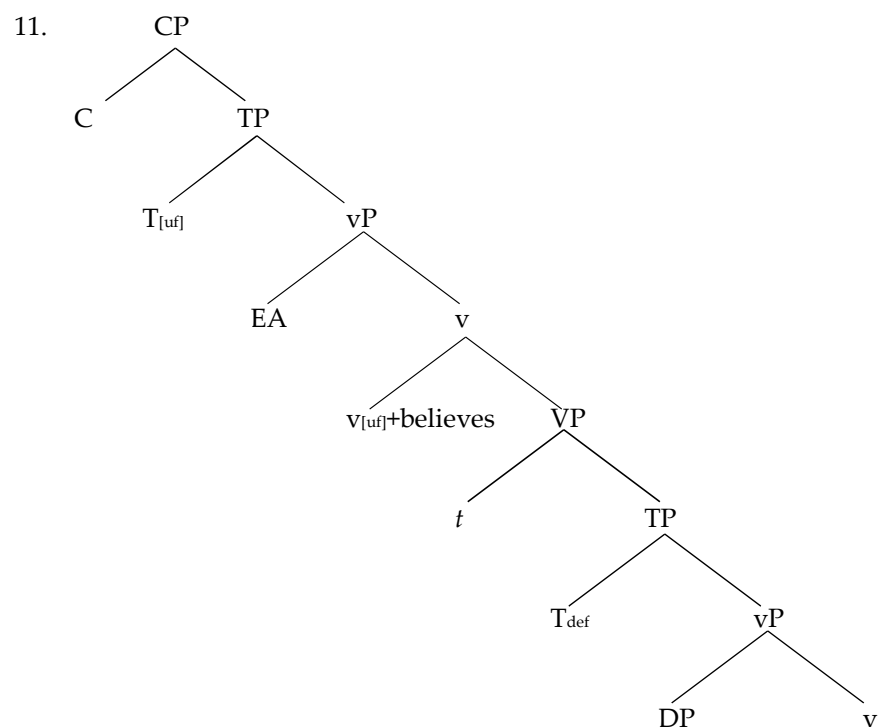 11. CP
C TP
T[uf] vP
EA v
v[uf]+believes VP
t TP
Tdef vP
DP v